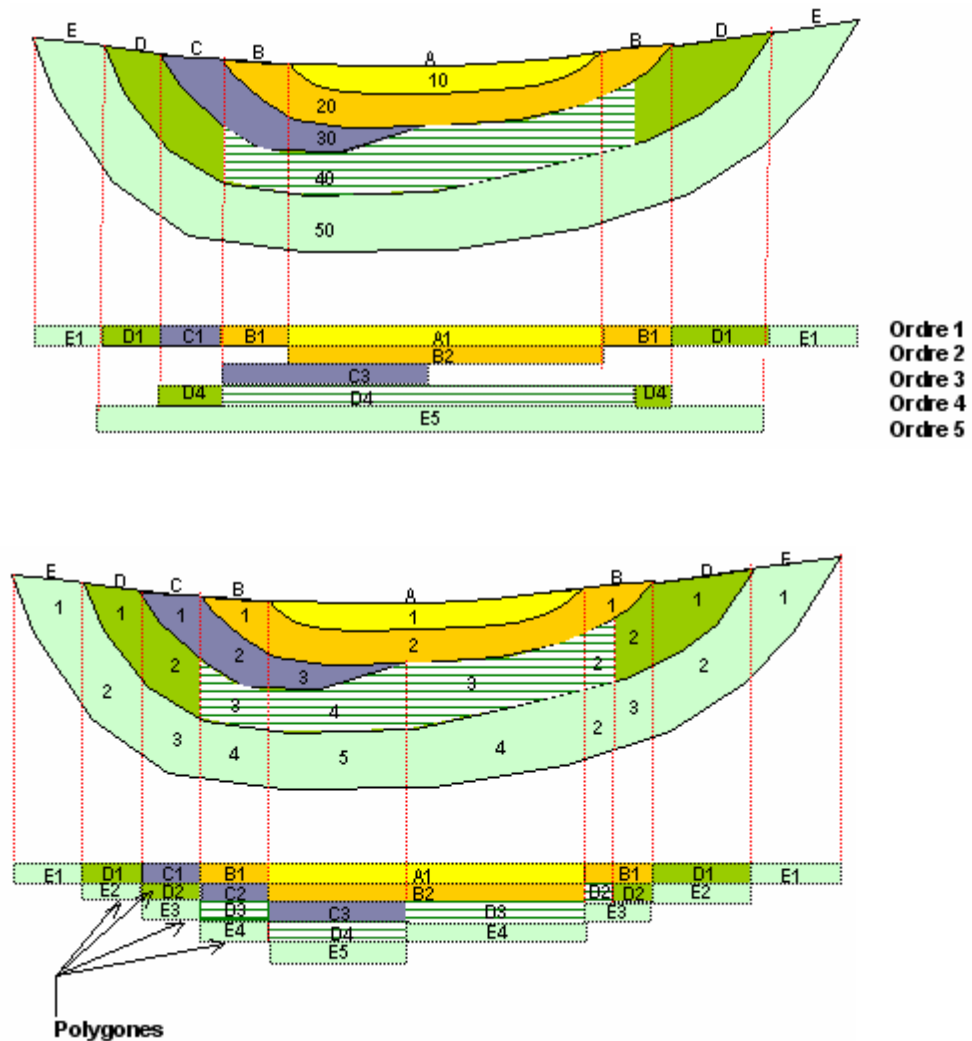 E D C B A B D E
10
20
30
40
50
E1 D1 C1 B1 A1 B1 D1 E1 Ordre 1
B2 Ordre 2
C3 Ordre 3
D4 D4 D4 Ordre 4
E5 Ordre 5
E D C B A B D E
1 1 1 1 1 1 1 1
2 2 2 2 2 2 2 2
3 3 3 3
3 4 5 4 2 3
4
E1 D1 C1 B1 A1 B1 D1 E1
E2 D2 C2 B2 D2 D2 E2
E3 D3 C3 D3 E3
E4 D4 E4
E5
Polygones